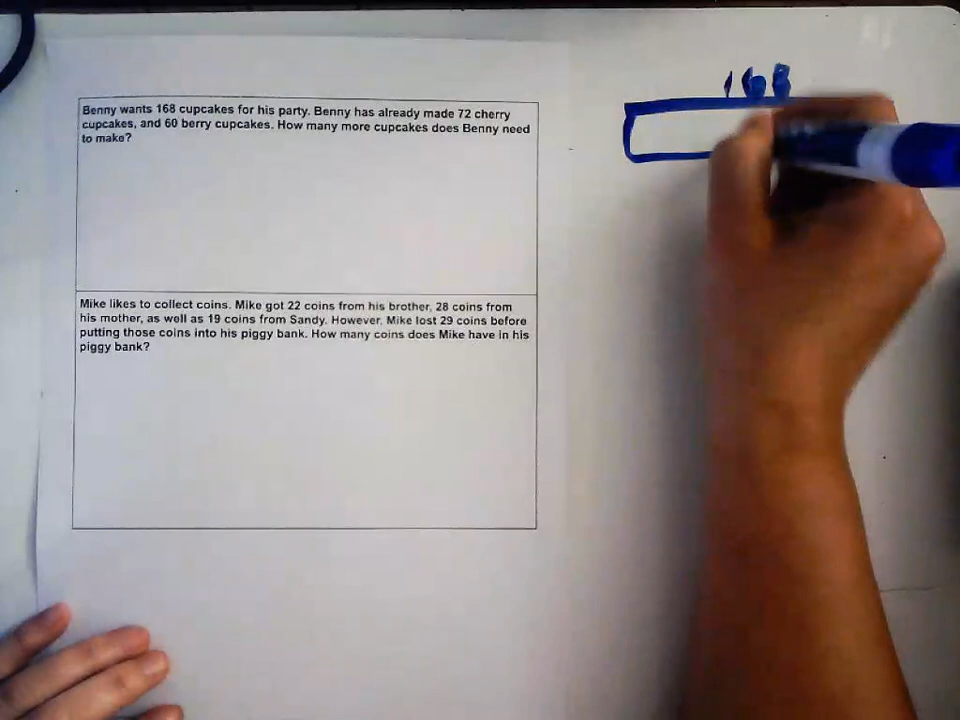 Benny wants 168 cupcakes for his party. Benny has already made 72 cherry
cupcakes, and 60 berry cupcakes. How many more cupcakes does Benny need
to make?
168
Mike likes to collect coins. Mike got 22 coins from his brother, 28 coins from
his mother, as well as 19 coins from Sandy. However, Mike lost 29 coins before
putting those coins into his piggy bank. How many coins does Mike have in his
piggy bank?